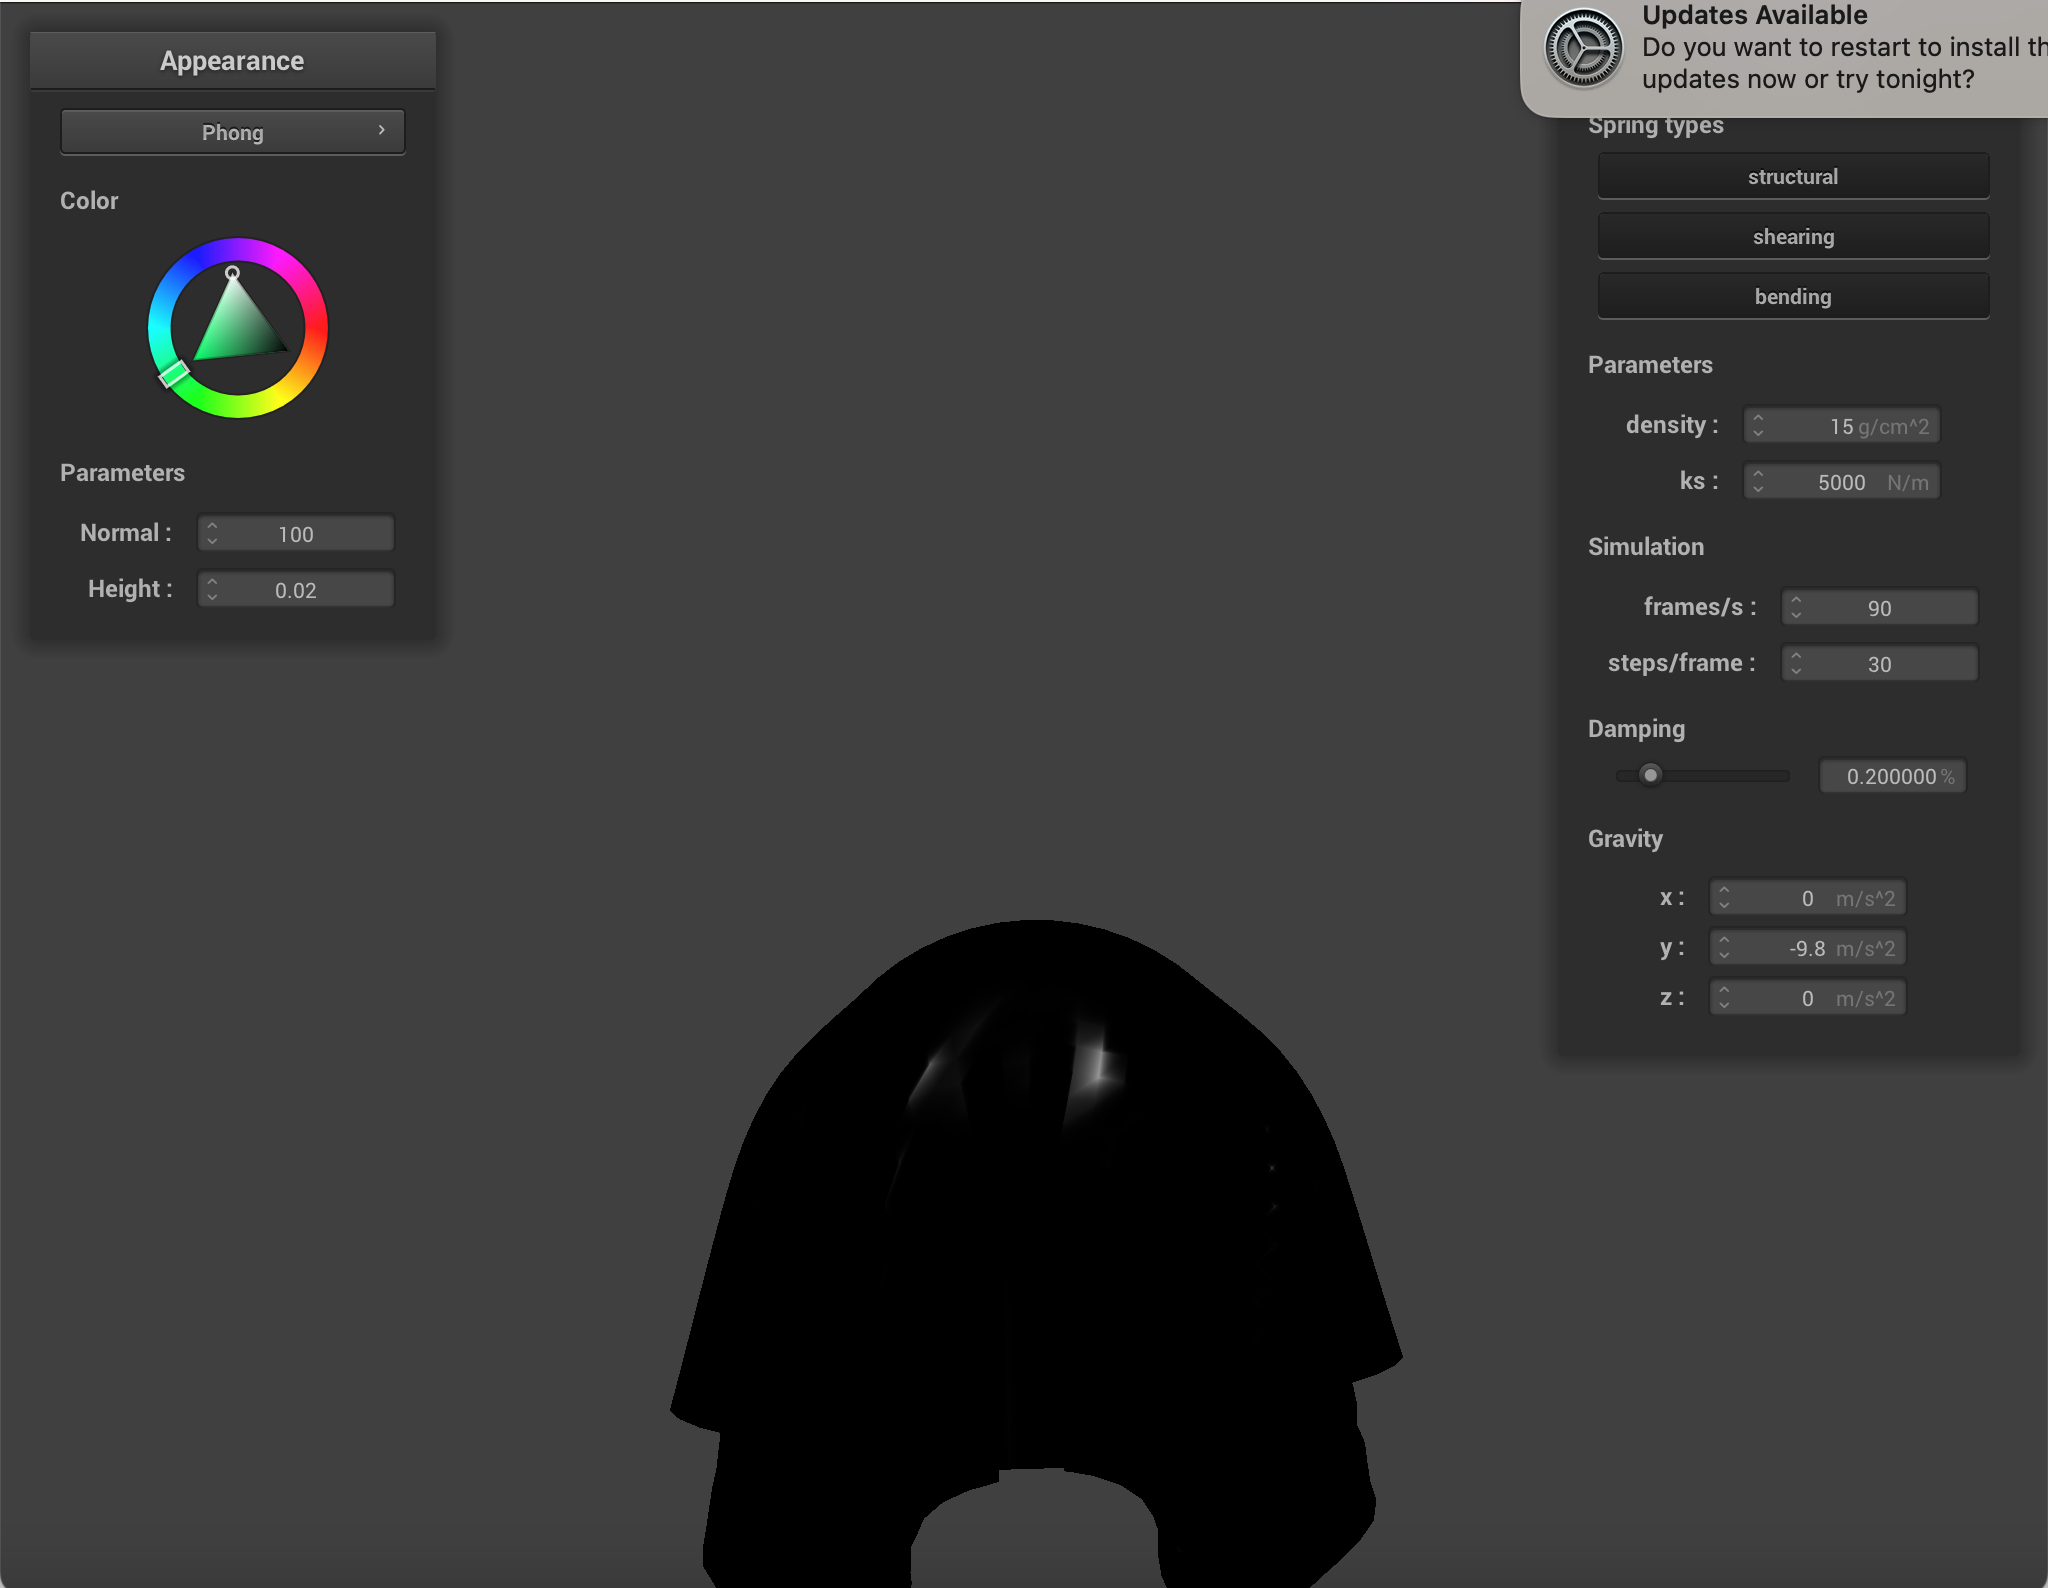 Appearance
Phong
Color
Parameters
Normal : 100
Height : 0.02
Updates Available
Do you want to restart to install
updates now or try tonight?
Spring types
structural
shearing
bending
Parameters
density : 15 g/cm^2
ks : 5000 N/m
Simulation
frames/s : 90
steps/frame : 30
Damping
0.200000 %
Gravity
x : 0 m/s^2
y : -9.8 m/s^2
z : 0 m/s^2